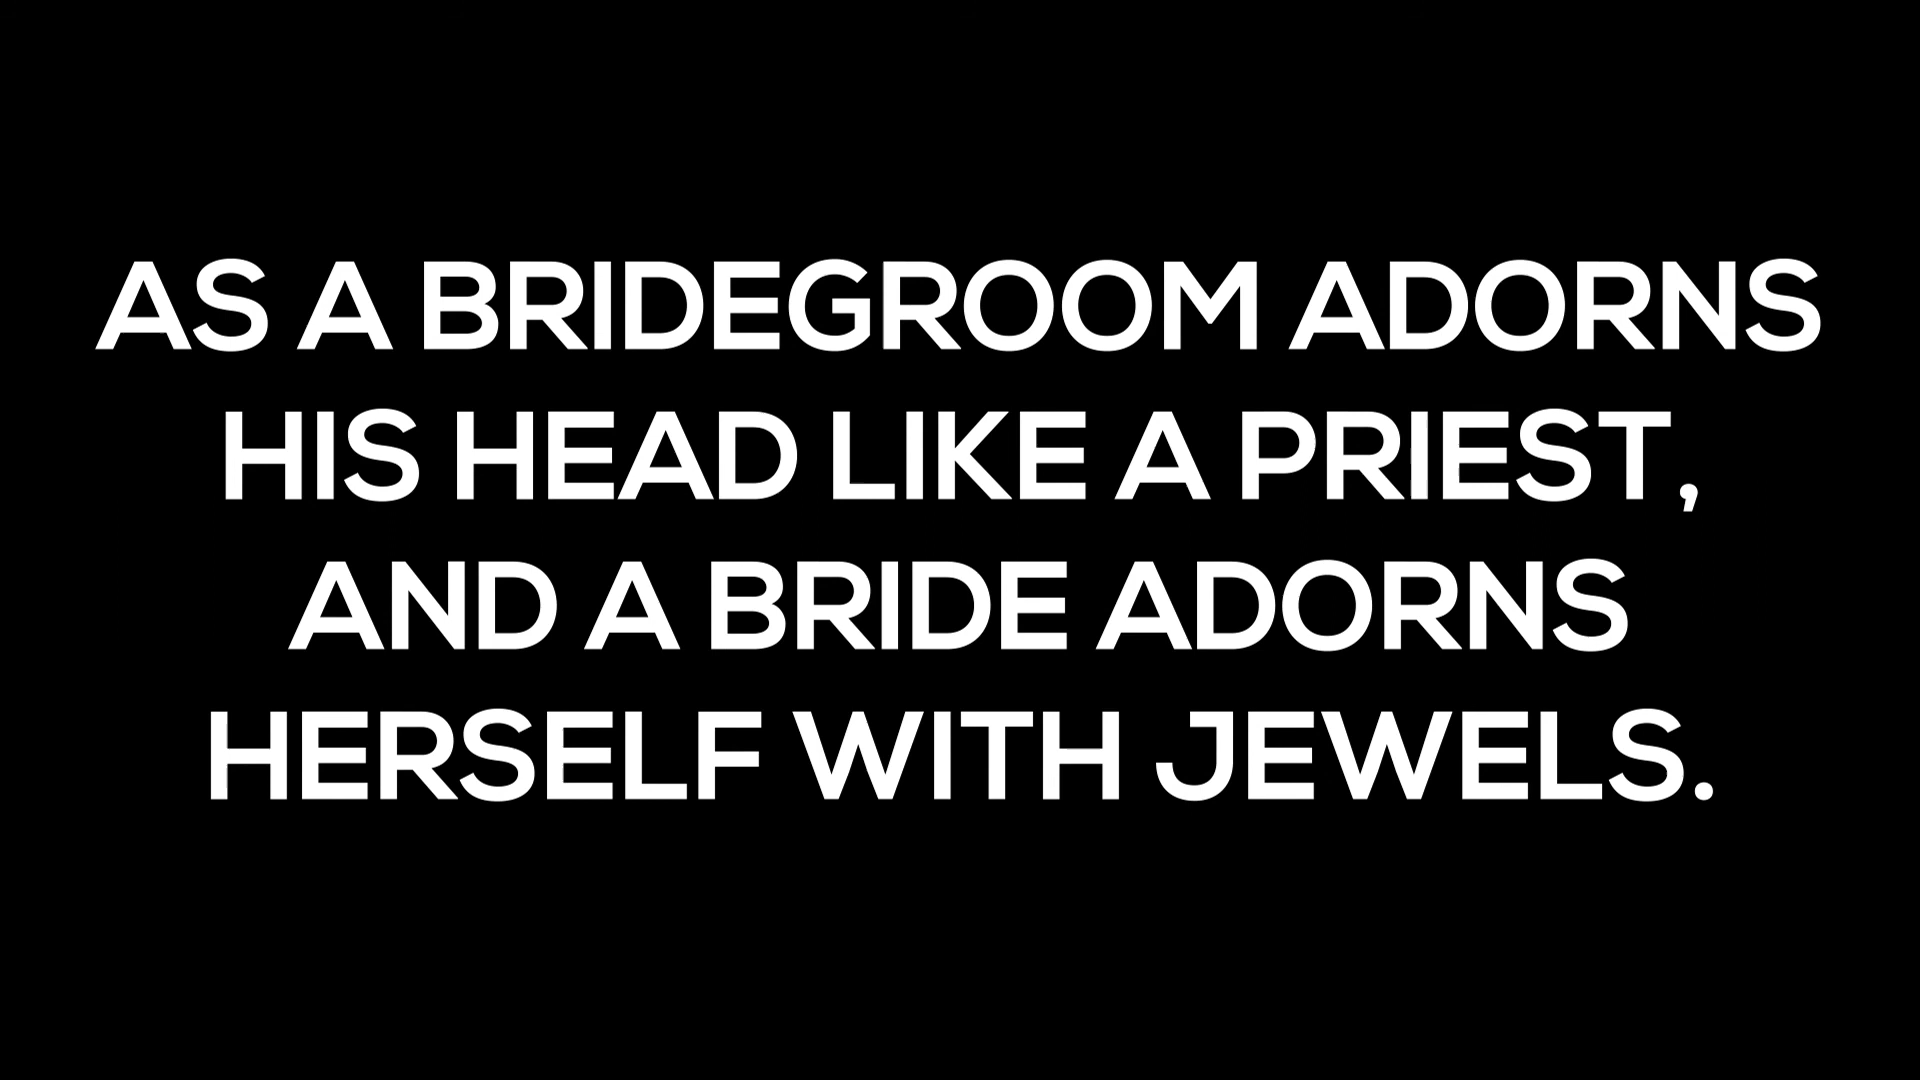 AS A BRIDEGROOM ADORNS
HIS HEAD LIKE A PRIEST,
AND A BRIDE ADORNS
HERSELF WITH JEWELS.